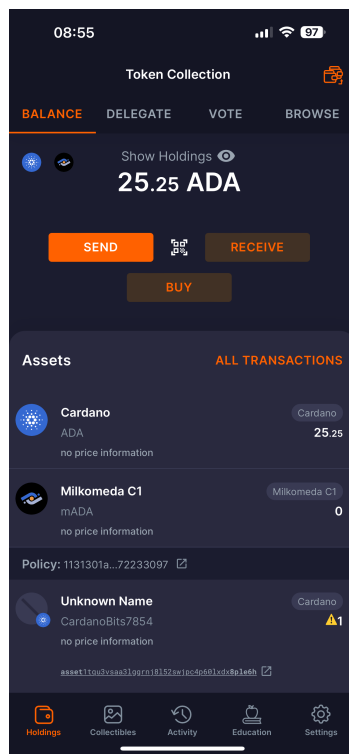 08:55
97
Token Collection
BALANCE DELEGATE VOTE BROWSE
Show Holdings
25.25 ADA
SEND RECEIVE
BUY
Assets ALL TRANSACTIONS
Cardano Cardano
ADA 25.25
no price information
Milkomeda C1 Milkomeda C1
mADA 0
no price information
Policy: 1131301a...72233097
Unknown Name Cardano
CardanoBits7854 1
no price information
Holdings Collectibles Activity Education Settings